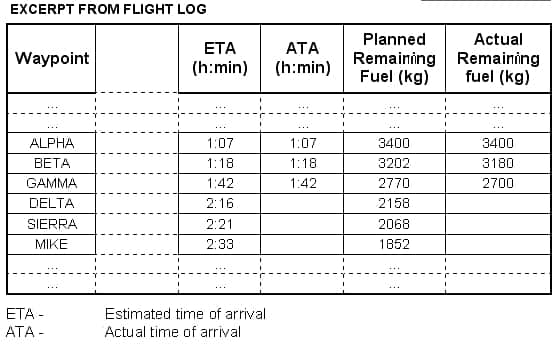 EXCERPT FROM FLIGHT LOG
Waypoint ETA (h:min) ATA (h:min) Planned Remaining Fuel (kg) Actual Remaining fuel (kg)
... ... ... ... ...
... ... ... ... ...
ALPHA 1:07 1:07 3400 3400
BETA 1:18 1:18 3202 3180
GAMMA 1:42 1:42 2770 2700
DELTA 2:16 2158
SIERRA 2:21 2068
MIKE 2:33 1852
... ... ... ... ...
... ... ... ... ...
ETA - Estimated time of arrival
ATA - Actual time of arrival